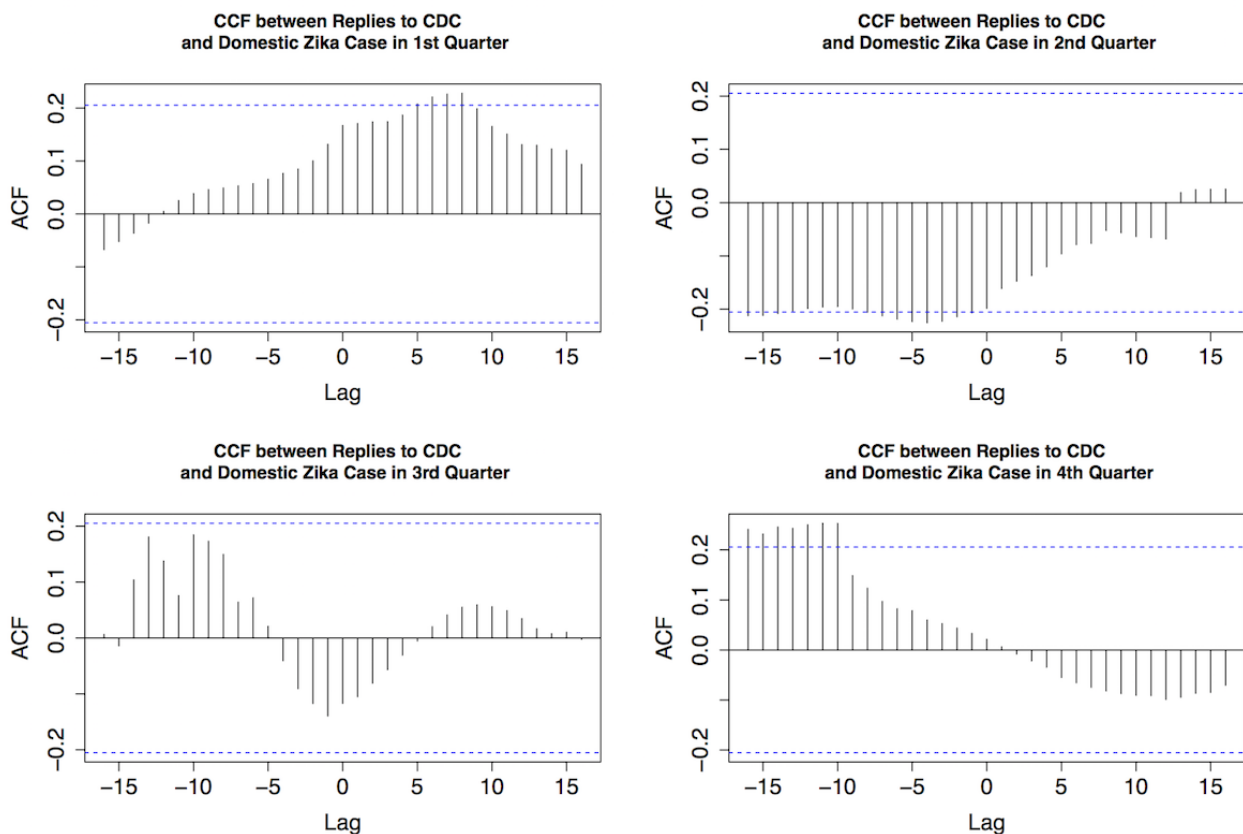 CCF between Replies to CDC
and Domestic Zika Case in 1st Quarter
ACF
0.2
0.1
0.0
−0.2
−15 −10 −5 0 5 10 15
Lag
CCF between Replies to CDC
and Domestic Zika Case in 2nd Quarter
ACF
0.2
0.1
0.0
−0.2
−15 −10 −5 0 5 10 15
Lag
CCF between Replies to CDC
and Domestic Zika Case in 3rd Quarter
ACF
0.2
0.1
0.0
−0.2
−15 −10 −5 0 5 10 15
Lag
CCF between Replies to CDC
and Domestic Zika Case in 4th Quarter
ACF
0.2
0.1
0.0
−0.2
−15 −10 −5 0 5 10 15
Lag